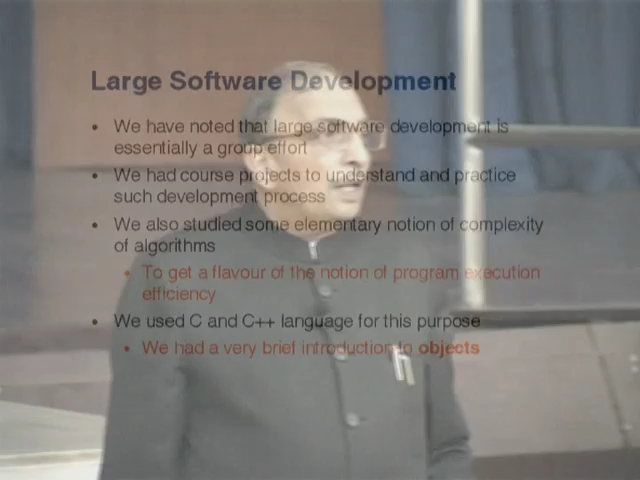 Large Software Development
• We have noted that large software development is
essentially a group effort
• We had course projects to understand and practice
such development process
• We also studied some elementary notion of complexity
of algorithms
• To get a flavour of the notion of program execution
efficiency
• We used C and C++ language for this purpose
• We had a very brief introduction to objects